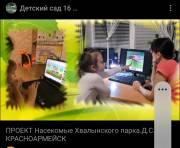 Детский сад 16 ...
ПРОЕКТ Насекомые Хвалынского парка.Д.С
КРАСНОАРМЕЙСК